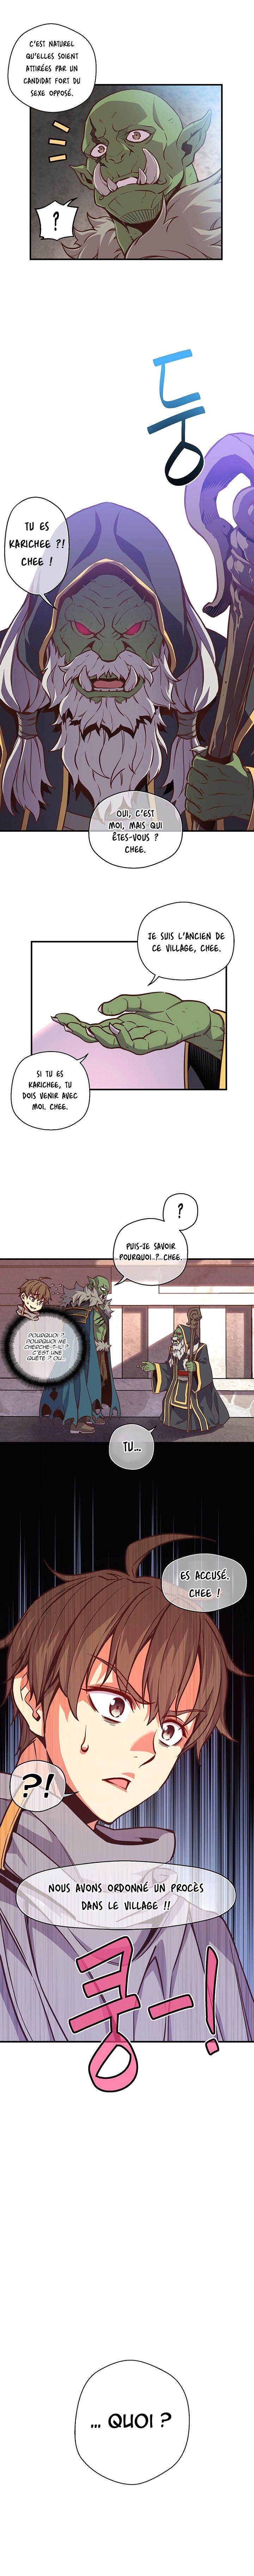 C'EST NATUREL
QU'ELLES SOIENT
ATTIRÉES PAR UN
CANDIDAT FORT DU
SEXE OPPOSÉ.
?
둥
TU ES
KARICHEE ?!
CHEE !
OUI, C'EST
MOI, MAIS QUI
ÊTES-VOUS ?
CHEE.
JE SUIS L'ANCIEN DE
CE VILLAGE, CHEE.
SI TU ES
KARICHEE, TU
DOIS VENIR AVEC
MOI. CHEE.
?
PUIS-JE SAVOIR
POURQUOI..?..CHEE.
POURQUOI ?
POURQUOI ME
CHERCHE-T-IL ?
C'EST UNE
QUÊTE ? OU...
TU...
ES ACCUSÉ.
CHEE !
?!
NOUS AVONS ORDONNÉ UN PROCÈS
DANS LE VILLAGE !!
쿵ー!
... QUOI ?